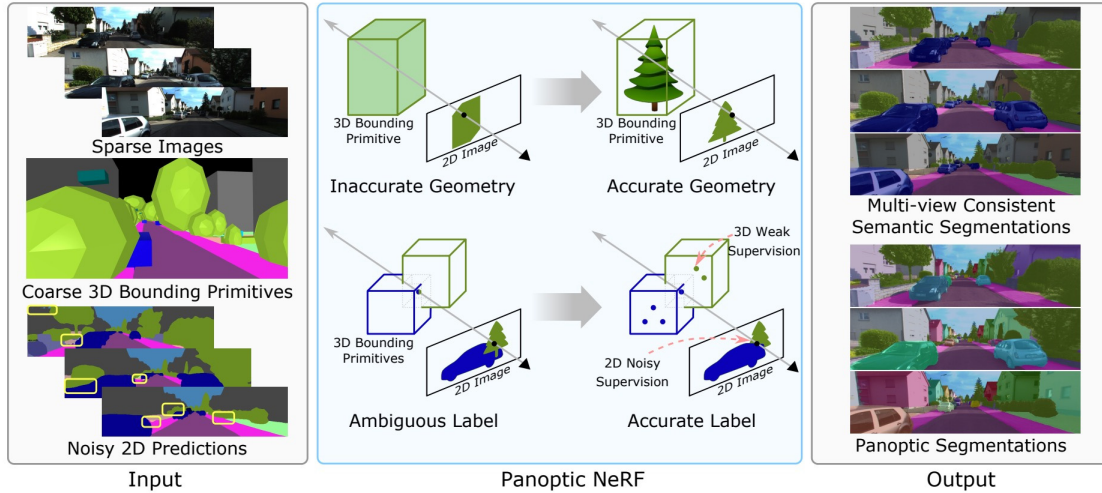 Sparse Images
Coarse 3D Bounding Primitives
Noisy 2D Predictions
Input
3D Bounding
Primitive
2D Image
Inaccurate Geometry
3D Bounding
Primitive
2D Image
Accurate Geometry
3D Bounding
Primitives
2D Image
Ambiguous Label
3D Weak
Supervision
2D Noisy
Supervision
2D Image
Accurate Label
Panoptic NeRF
Multi-view Consistent
Semantic Segmentations
Panoptic Segmentations
Output